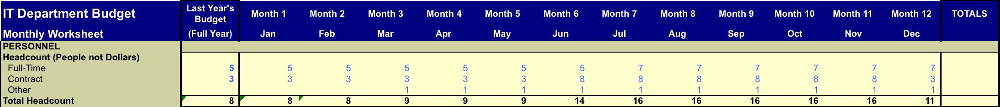 IT Department Budget Last Year's Budget Month 1 Month 2 Month 3 Month 4 Month 5 Month 6 Month 7 Month 8 Month 9 Month 10 Month 11 Month 12 TOTALS
Monthly Worksheet (Full Year) Jan Feb Mar Apr May Jun Jul Aug Sep Oct Nov Dec
PERSONNEL
Headcount (People not Dollars)
Full-Time 5 5 5 5 5 5 5 7 7 7 7 7 7
Contract 3 3 3 3 3 3 8 8 8 8 8 8 3
Other 1 1 1 1 1 1 1 1 1 1
Total Headcount 8 8 8 9 9 9 14 16 16 16 16 16 11